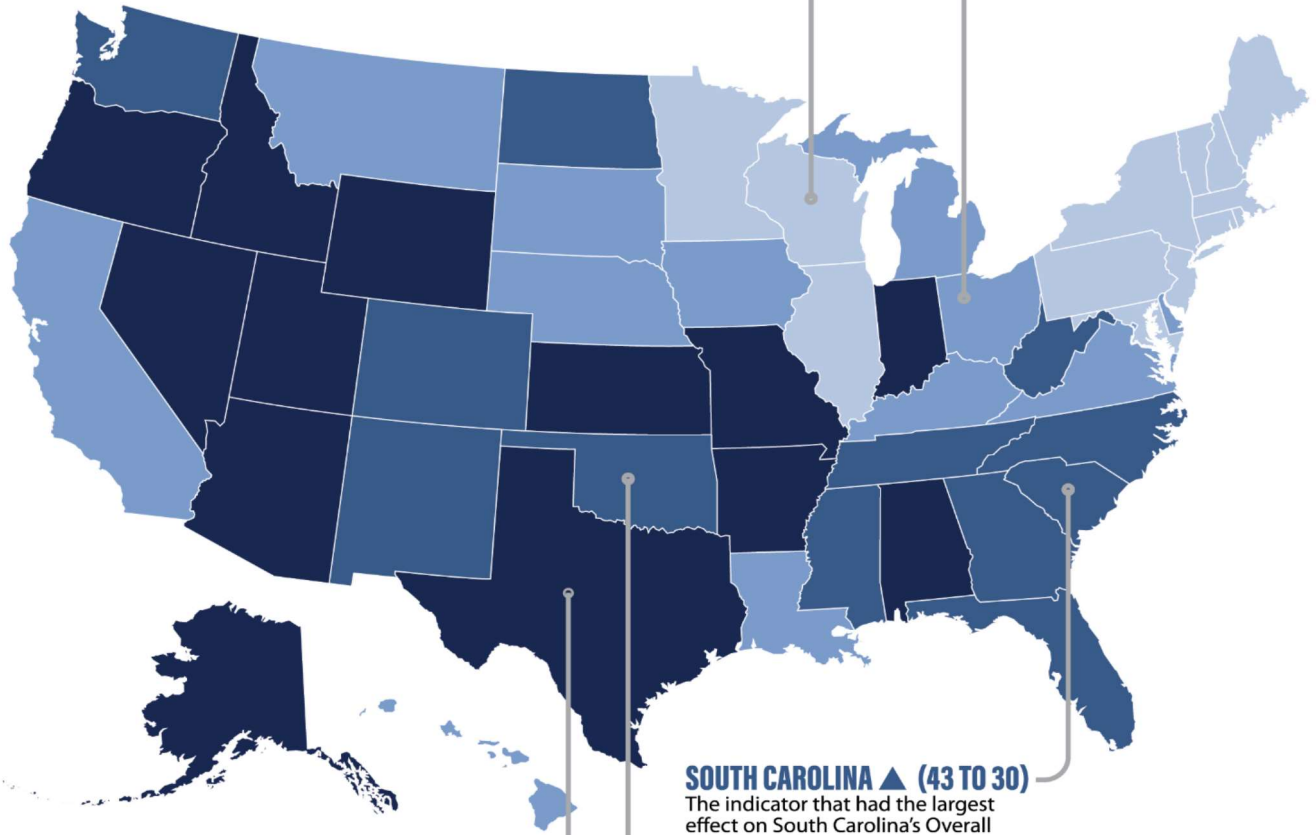 SOUTH CAROLINA ▲ (43 TO 30)
The indicator that had the largest
effect on South Carolina's Overall